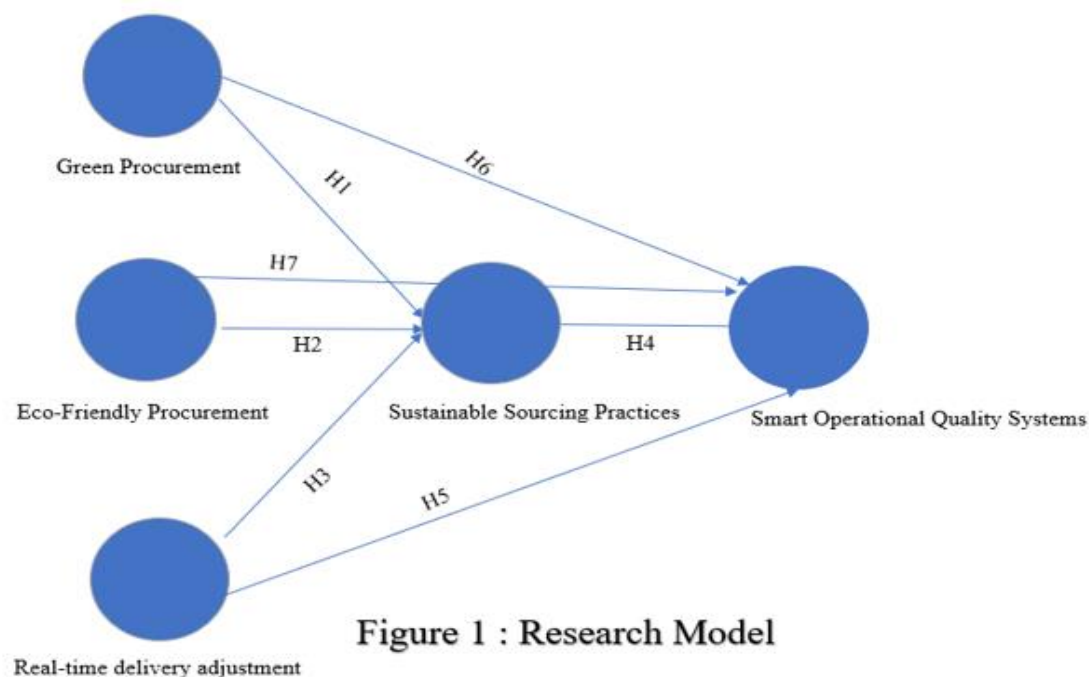 Green Procurement
H6
H1
H7
H2
H4
Eco-Friendly Procurement
Sustainable Sourcing Practices
Smart Operational Quality Systems
H3
H5
Figure 1 : Research Model
Real-time delivery adjustment